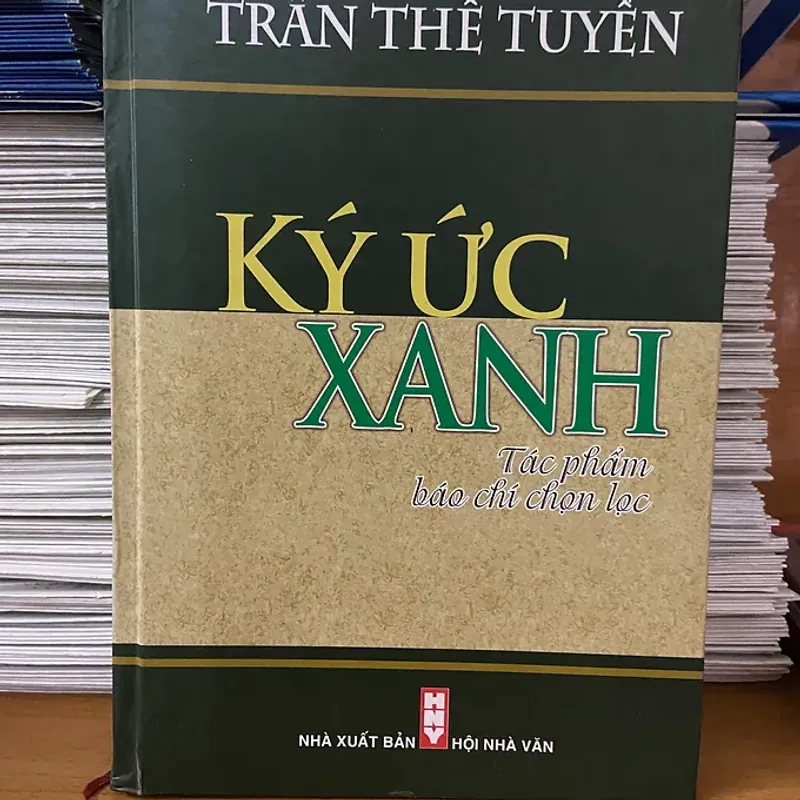 TRẦN THẾ TUYỂN
KÝ ỨC
XANH
Tác phẩm
báo chí chọn lọc
HNV
NHÀ XUẤT BẢN HỘI NHÀ VĂN